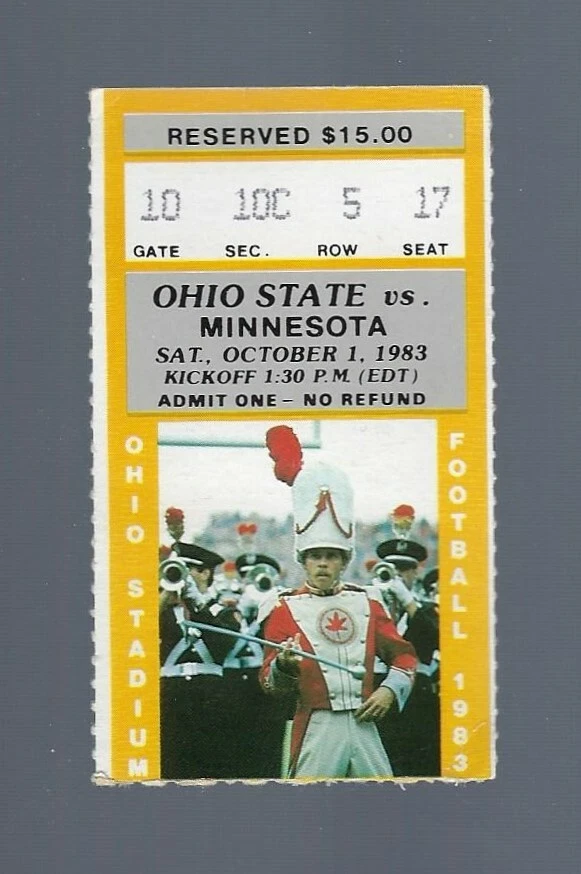 RESERVED $15.00
10 10C 5 17
GATE SEC. ROW SEAT
OHIO STATE vs.
MINNESOTA
SAT., OCTOBER 1, 1983
KICKOFF 1:30 P.M. (EDT)
ADMIT ONE – NO REFUND
OHIO STADIUM
FOOTBALL 1983